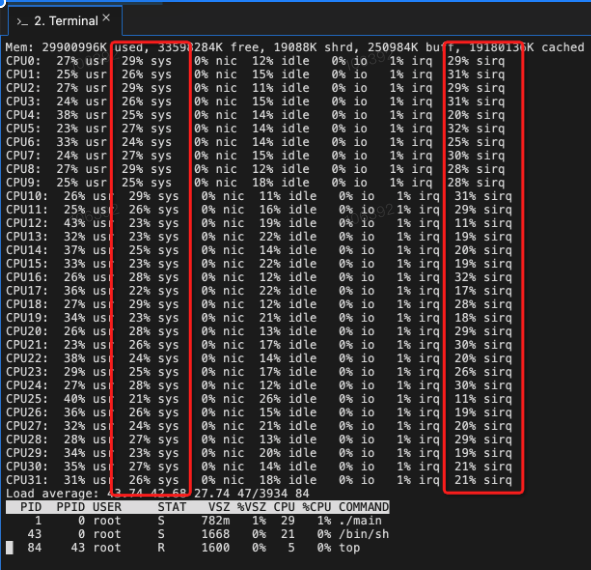 2. Terminal
Mem: 29900996K used, 33598284K free, 19088K shrd, 250984K buff, 19180136K cached
CPU0: 27% usr 29% sys 0% nic 12% idle 0% io 1% irq 29% sirq
CPU1: 25% usr 26% sys 0% nic 15% idle 0% io 1% irq 31% sirq
CPU2: 27% usr 29% sys 0% nic 11% idle 0% io 1% irq 29% sirq
CPU3: 24% usr 26% sys 0% nic 15% idle 0% io 1% irq 31% sirq
CPU4: 38% usr 25% sys 0% nic 14% idle 0% io 1% irq 20% sirq
CPU5: 23% usr 27% sys 0% nic 14% idle 0% io 1% irq 32% sirq
CPU6: 33% usr 24% sys 0% nic 14% idle 0% io 1% irq 25% sirq
CPU7: 24% usr 27% sys 0% nic 15% idle 0% io 1% irq 30% sirq
CPU8: 27% usr 29% sys 0% nic 12% idle 0% io 1% irq 28% sirq
CPU9: 25% usr 25% sys 0% nic 18% idle 0% io 1% irq 28% sirq
CPU10: 26% usr 29% sys 0% nic 11% idle 0% io 1% irq 31% sirq
CPU11: 25% usr 26% sys 0% nic 16% idle 0% io 1% irq 29% sirq
CPU12: 43% usr 23% sys 0% nic 19% idle 0% io 1% irq 11% sirq
CPU13: 32% usr 23% sys 0% nic 22% idle 0% io 1% irq 19% sirq
CPU14: 37% usr 25% sys 0% nic 14% idle 0% io 1% irq 20% sirq
CPU15: 33% usr 23% sys 0% nic 22% idle 0% io 1% irq 19% sirq
CPU16: 26% usr 28% sys 0% nic 12% idle 0% io 1% irq 32% sirq
CPU17: 36% usr 22% sys 0% nic 22% idle 0% io 1% irq 17% sirq
CPU18: 27% usr 29% sys 0% nic 12% idle 0% io 1% irq 28% sirq
CPU19: 34% usr 23% sys 0% nic 21% idle 0% io 1% irq 18% sirq
CPU20: 26% usr 28% sys 0% nic 13% idle 0% io 1% irq 29% sirq
CPU21: 23% usr 26% sys 0% nic 17% idle 0% io 1% irq 30% sirq
CPU22: 38% usr 24% sys 0% nic 14% idle 0% io 1% irq 20% sirq
CPU23: 29% usr 25% sys 0% nic 17% idle 0% io 1% irq 26% sirq
CPU24: 27% usr 28% sys 0% nic 12% idle 0% io 1% irq 30% sirq
CPU25: 40% usr 21% sys 0% nic 26% idle 0% io 1% irq 11% sirq
CPU26: 36% usr 26% sys 0% nic 15% idle 0% io 1% irq 19% sirq
CPU27: 32% usr 24% sys 0% nic 21% idle 0% io 1% irq 20% sirq
CPU28: 28% usr 27% sys 0% nic 13% idle 0% io 1% irq 29% sirq
CPU29: 34% usr 23% sys 0% nic 20% idle 0% io 1% irq 19% sirq
CPU30: 35% usr 27% sys 0% nic 14% idle 0% io 1% irq 21% sirq
CPU31: 31% usr 26% sys 0% nic 18% idle 0% io 1% irq 21% sirq
Load average: 43.74 42.68 27.74 47/3934 84
PID PPID USER STAT VSZ %VSZ CPU %CPU COMMAND
1 0 root S 782m 1% 29 1% ./main
43 0 root S 1668 0% 21 0% /bin/sh
84 43 root R 1600 0% 5 0% top